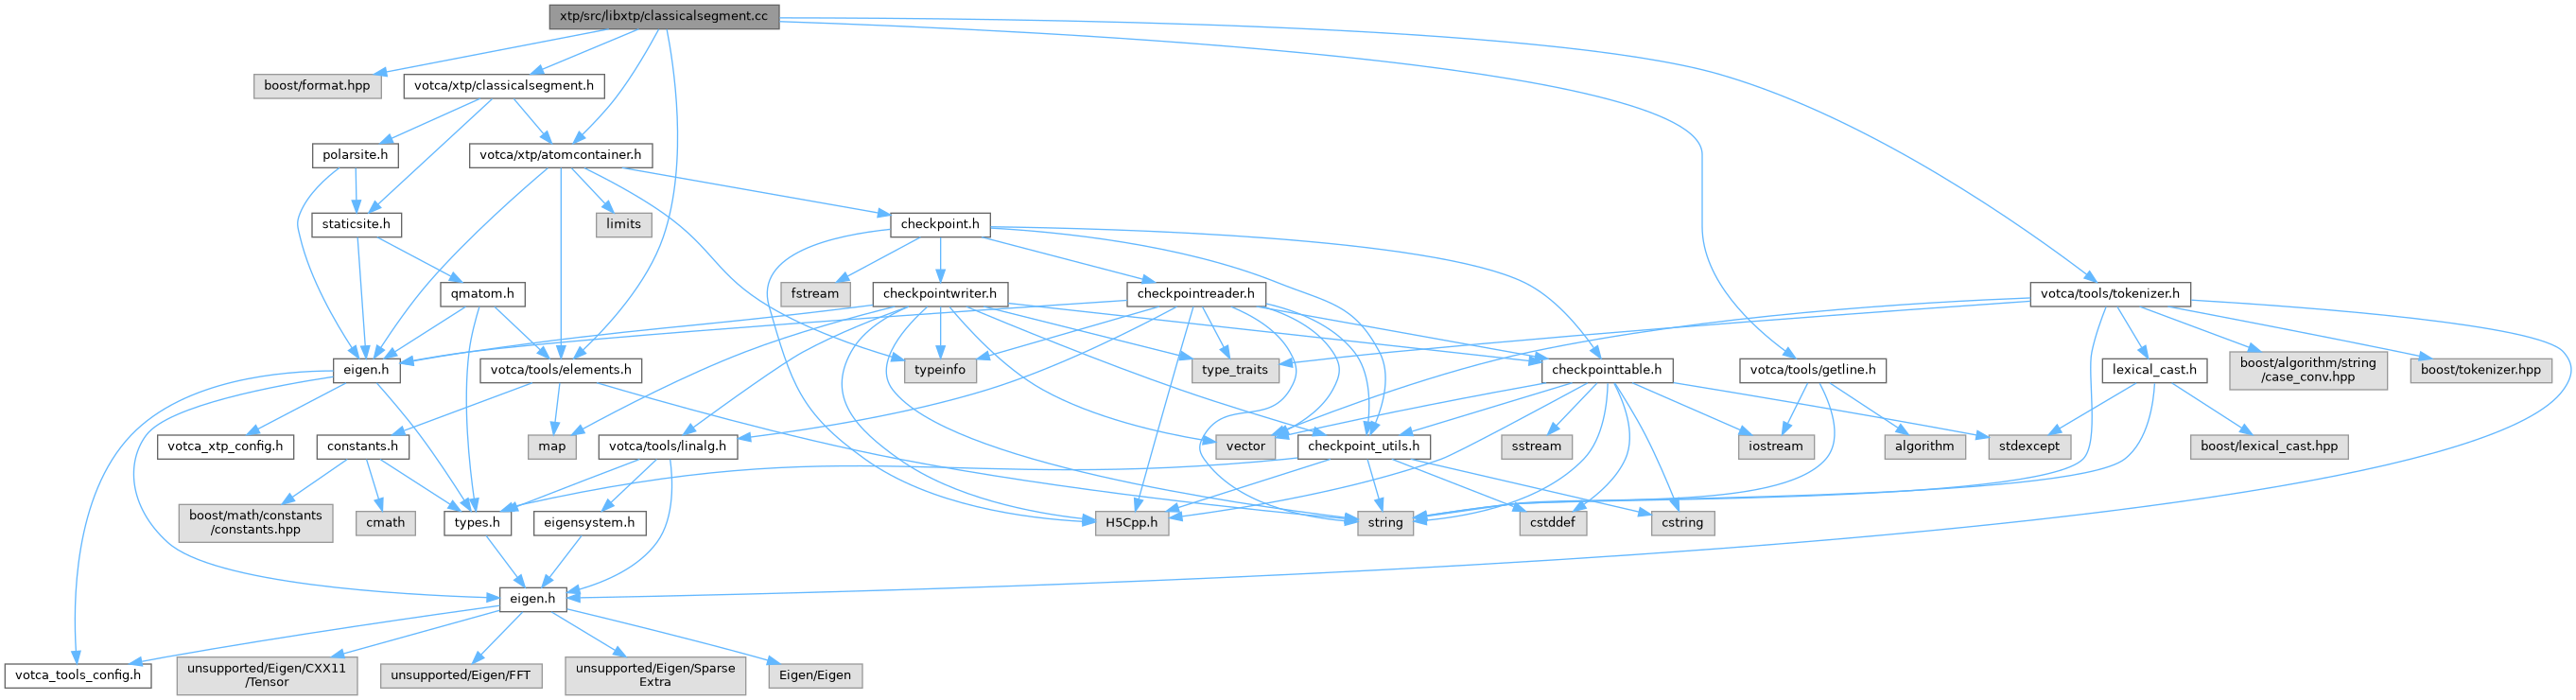 xtp/src/libxtp/classicalsegment.cc
boost/format.hpp
votca/xtp/classicalsegment.h
polarsite.h
votca/xtp/atomcontainer.h
staticsite.h
limits
checkpoint.h
qmatom.h
fstream
checkpointwriter.h
checkpointreader.h
votca/tools/tokenizer.h
eigen.h
votca/tools/elements.h
typeinfo
type_traits
checkpointtable.h
votca/tools/getline.h
lexical_cast.h
boost/algorithm/string
/case_conv.hpp
boost/tokenizer.hpp
votca_xtp_config.h
constants.h
map
votca/tools/linalg.h
vector
checkpoint_utils.h
sstream
iostream
algorithm
stdexcept
boost/lexical_cast.hpp
boost/math/constants
/constants.hpp
cmath
types.h
eigensystem.h
H5Cpp.h
string
cstddef
cstring
eigen.h
votca_tools_config.h
unsupported/Eigen/CXX11
/Tensor
unsupported/Eigen/FFT
unsupported/Eigen/Sparse
Extra
Eigen/Eigen